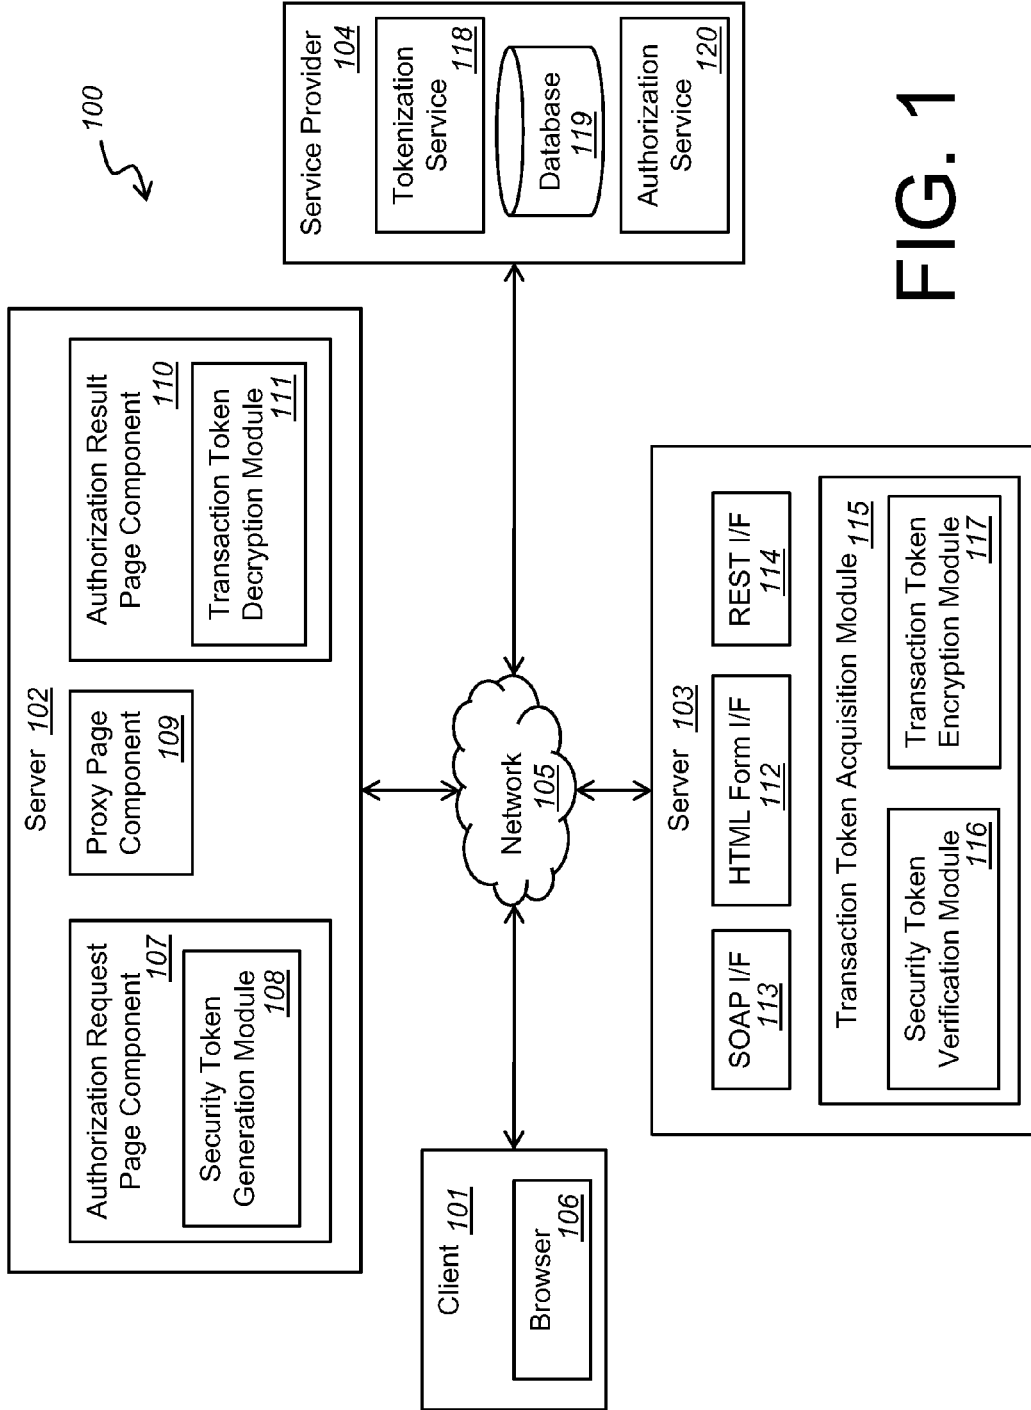 100
Server 102
Authorization Request
Page Component
107
Security Token
Generation Module
108
Proxy Page
Component
109
Authorization Result
Page Component
110
Transaction Token
Decryption Module
111
Client 101
Browser
106
Network
105
Service Provider
104
Tokenization
Service
118
Database
119
Authorization
Service
120
Server 103
SOAP I/F
113
HTML Form I/F
112
REST I/F
114
Transaction Token Acquisition Module 115
Security Token
Verification Module
116
Transaction Token
Encryption Module
117
FIG. 1